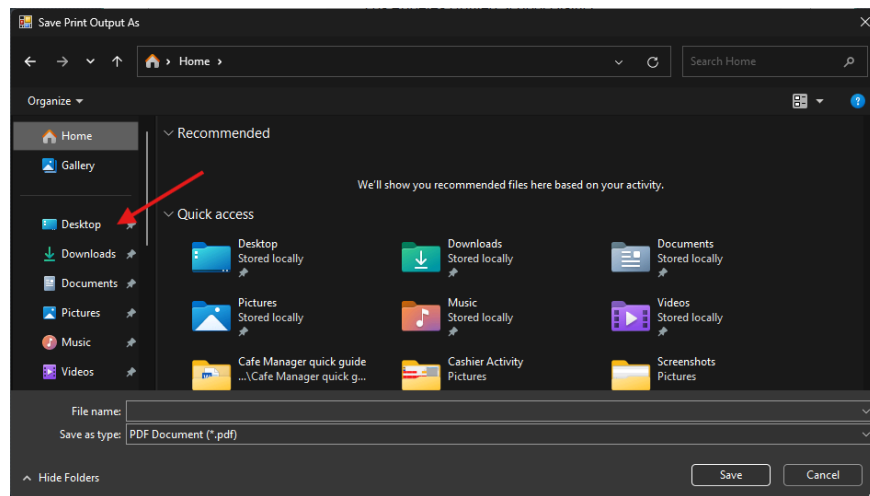 Save Print Output As
Home
Search Home
Organize
Home
Gallery
Desktop
Downloads
Documents
Pictures
Music
Videos
Recommended
We'll show you recommended files here based on your activity.
Quick access
Desktop
Stored locally
Downloads
Stored locally
Documents
Stored locally
Pictures
Stored locally
Music
Stored locally
Videos
Stored locally
Cafe Manager quick guide
...\Cafe Manager quick g...
Cashier Activity
Pictures
Screenshots
Pictures
File name:
Save as type: PDF Document (*.pdf)
Hide Folders
Save
Cancel